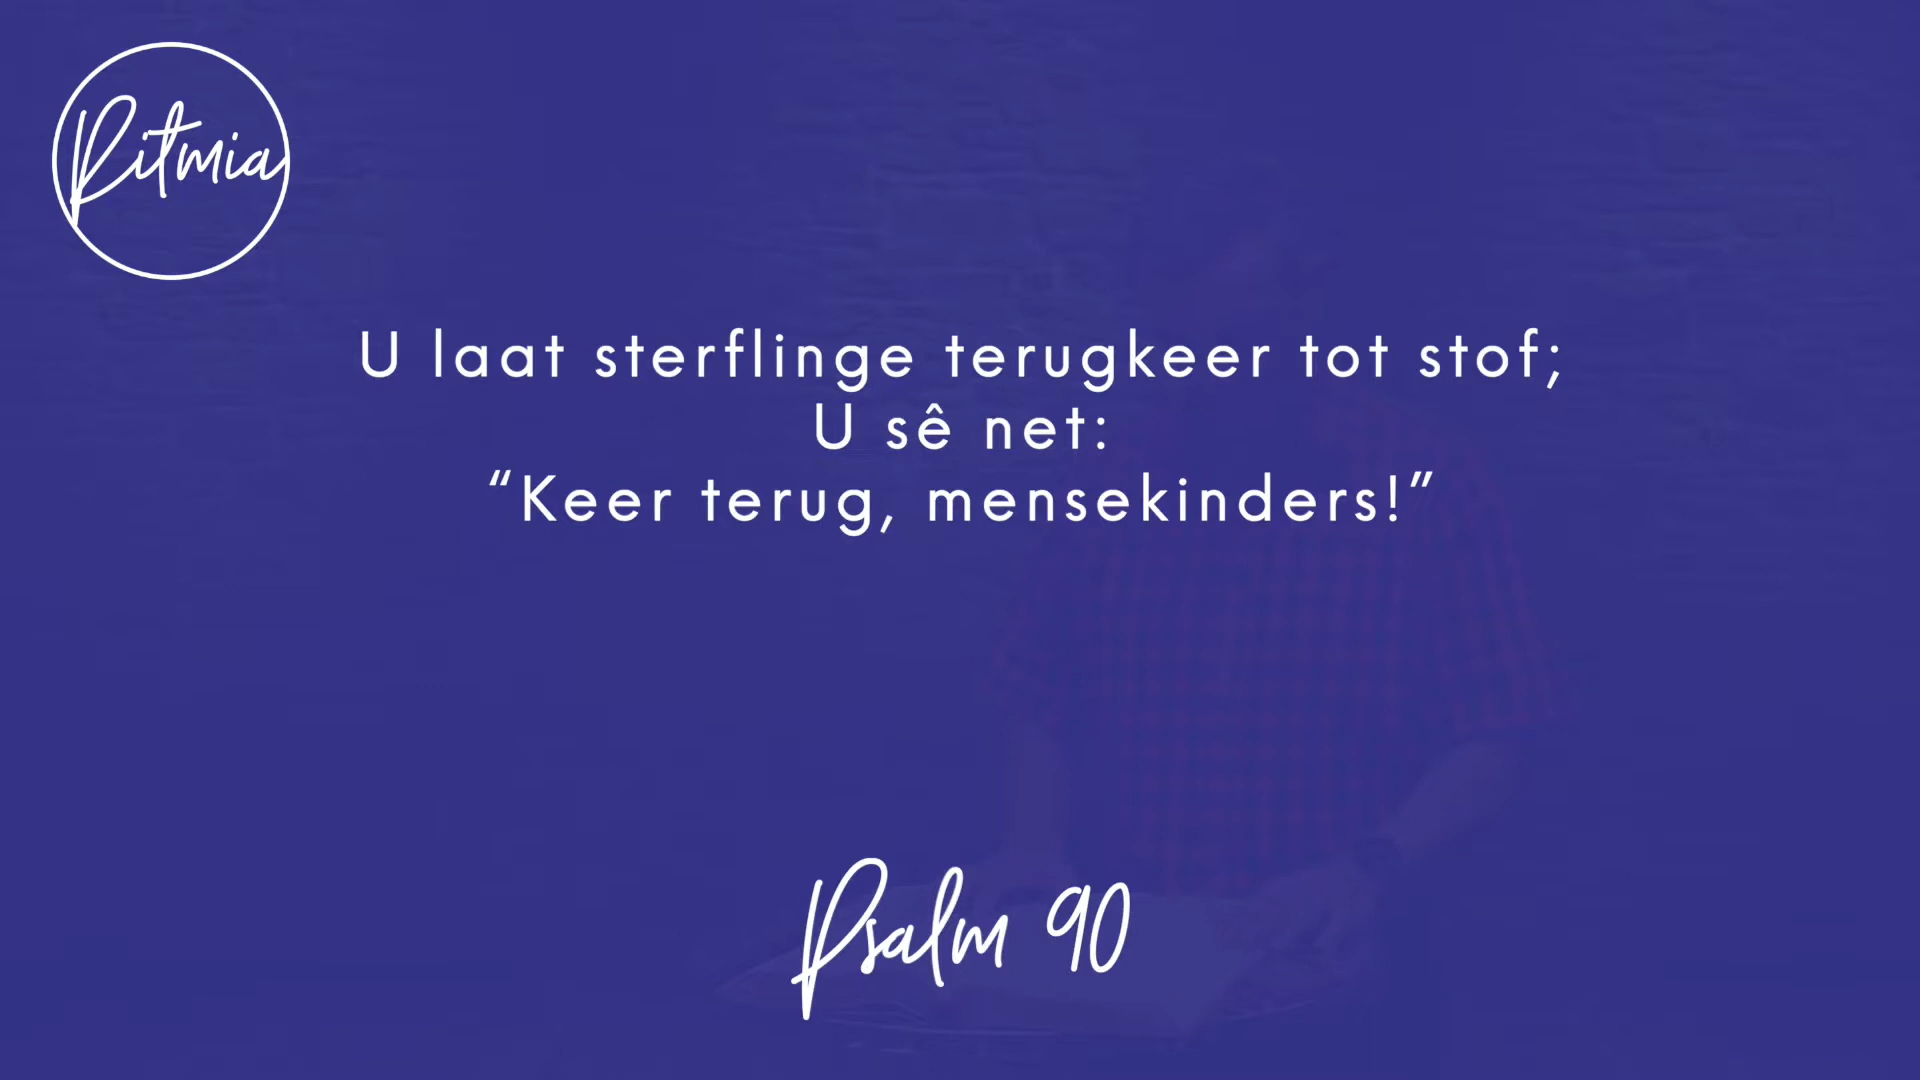 Ritmia
U laat sterflinge terugkeer tot stof;
U sê net:
“Keer terug, mensekinders!”
Psalm 90